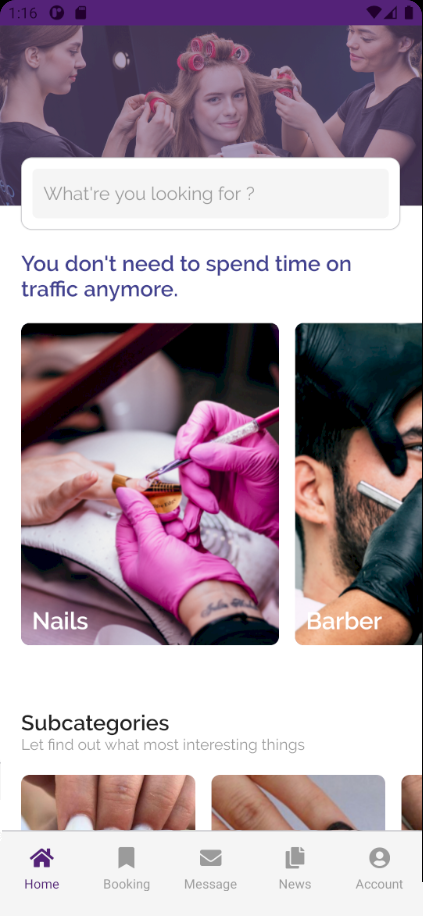 1:16
What're you looking for ?
You don't need to spend time on
traffic anymore.
Nails
Barber
Subcategories
Let find out what most interesting things
Home
Booking
Message
News
Account